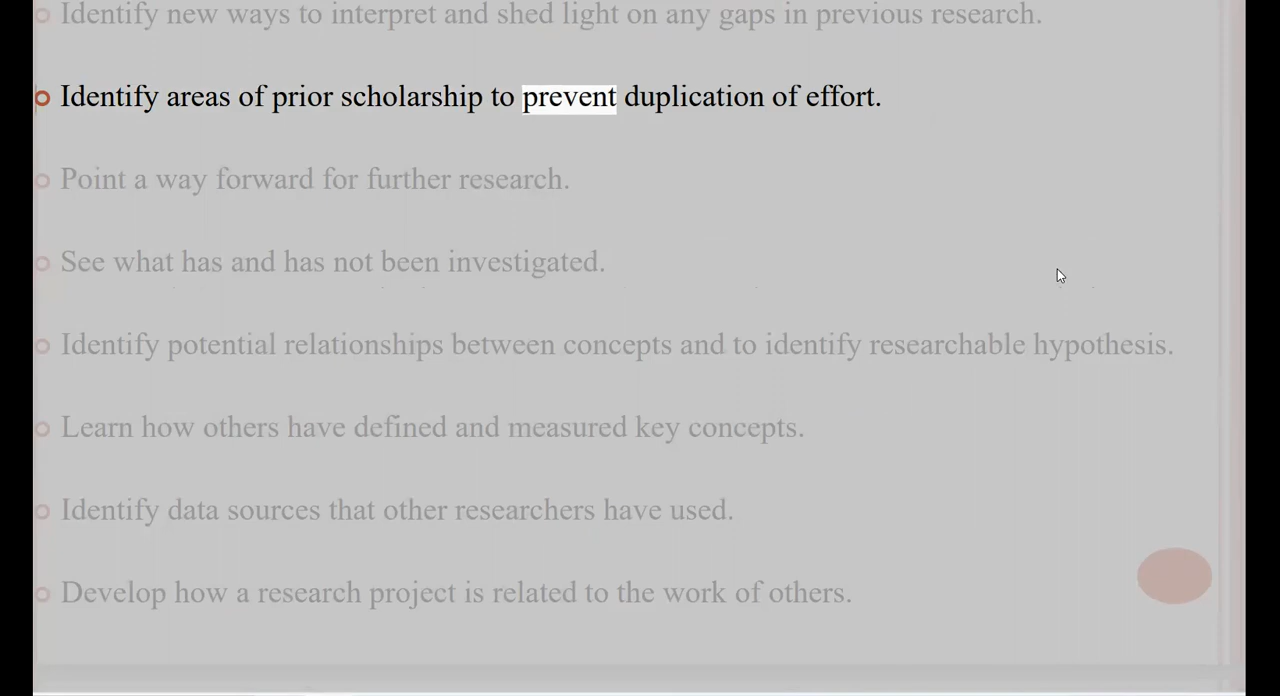 Identify new ways to interpret and shed light on any gaps in previous research.
Identify areas of prior scholarship to prevent duplication of effort.
Point a way forward for further research.
See what has and has not been investigated.
Identify potential relationships between concepts and to identify researchable hypothesis.
Learn how others have defined and measured key concepts.
Identify data sources that other researchers have used.
Develop how a research project is related to the work of others.